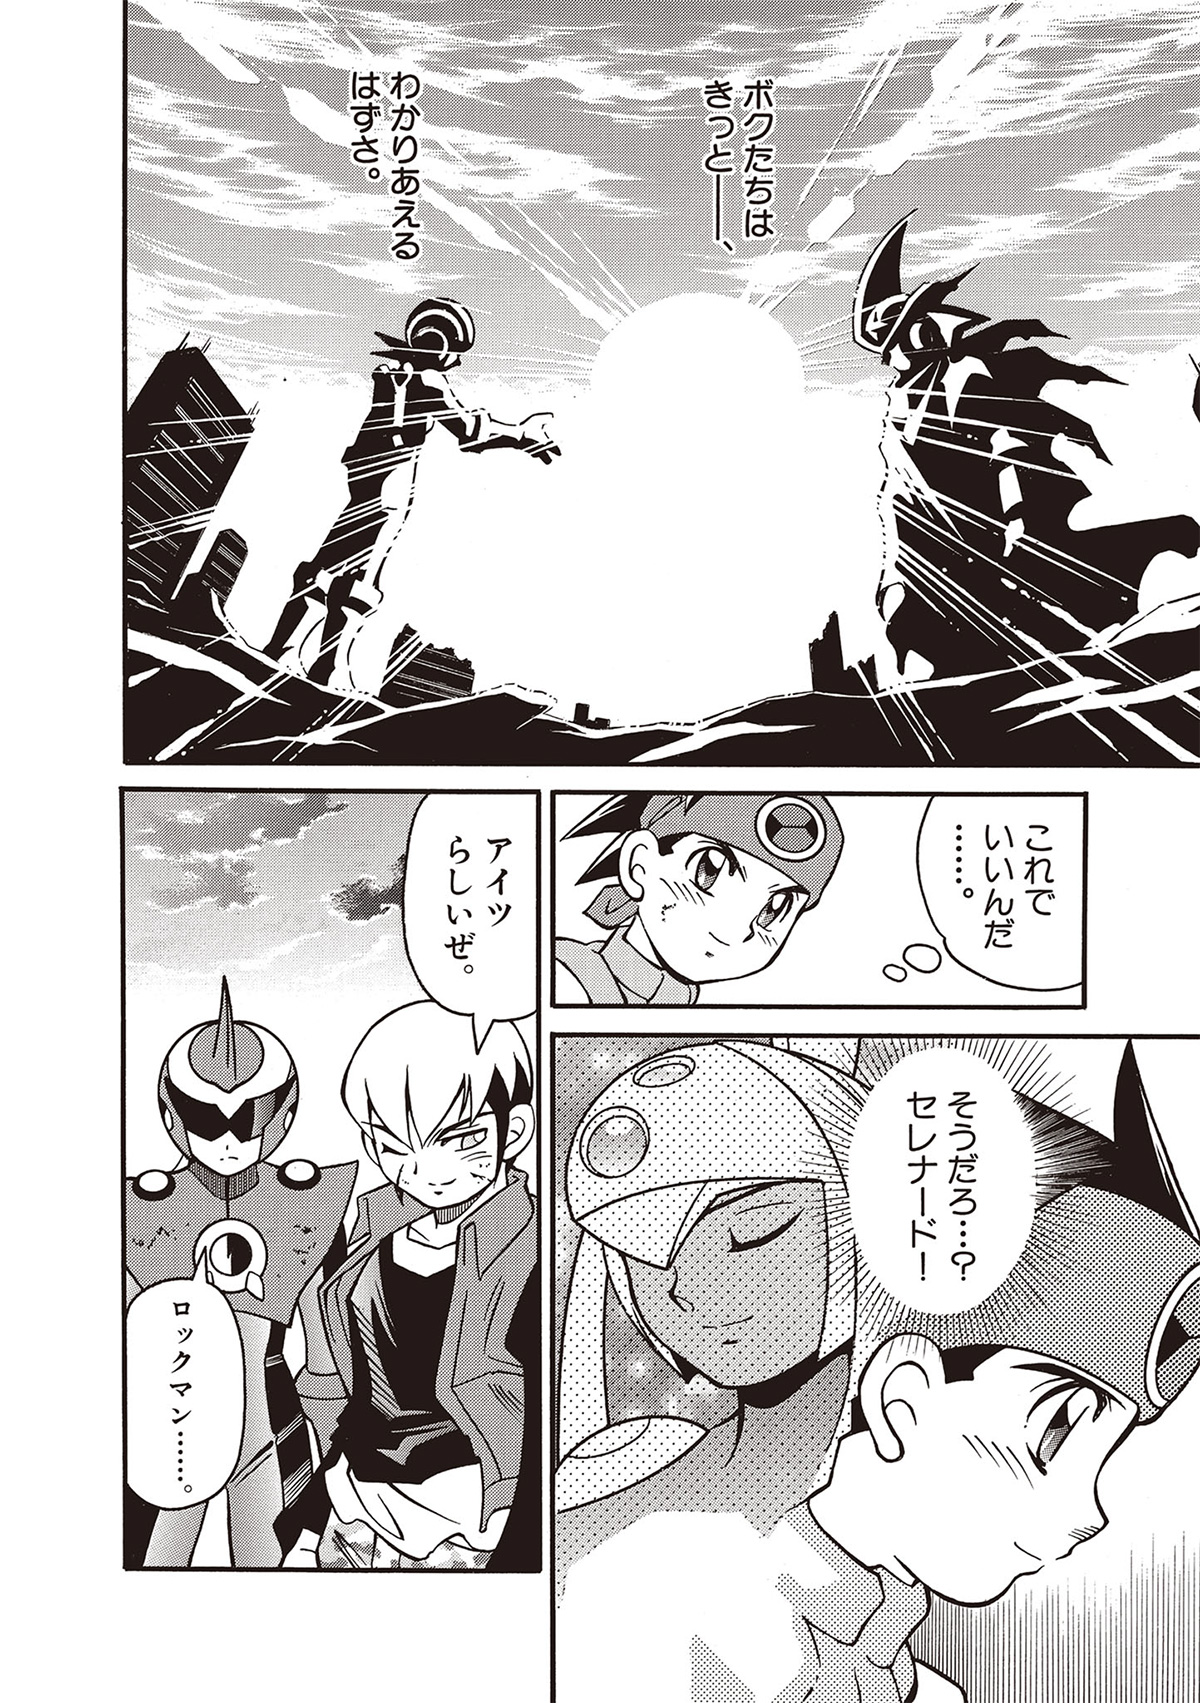 ボクたちは
きっと――、
わかりあえる
はずさ。
これで
いいんだ
……。
そうだろ…?
セレナード!
アイツ
らしいぜ。
ロックマン……。